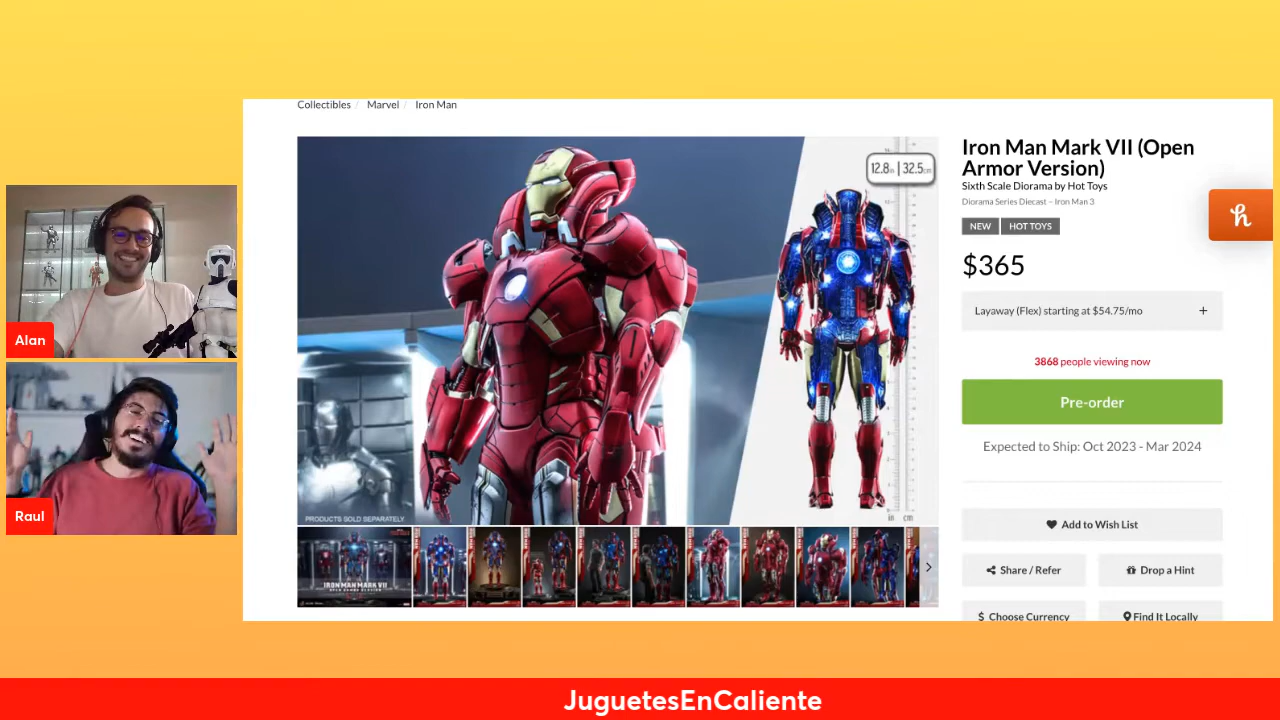 Collectibles / Marvel / Iron Man
12.8in | 32.5cm
PRODUCTS SOLD SEPARATELY
in cm
IRON MAN MARK VII
Iron Man Mark VII (Open
Armor Version)
Sixth Scale Diorama by Hot Toys
Diorama Series Diecast – Iron Man 3
NEW
HOT TOYS
$365
Layaway (Flex) starting at $54.75/mo +
3868 people viewing now
Pre-order
Expected to Ship: Oct 2023 - Mar 2024
Add to Wish List
Share / Refer
Drop a Hint
$ Choose Currency
Find It Locally
Alan
Raul
JuguetesEnCaliente